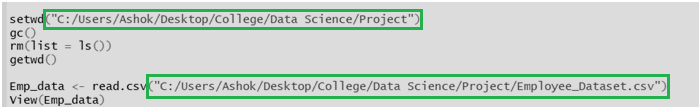 setwd("C:/Users/Ashok/Desktop/College/Data Science/Project")
gc()
rm(list = ls())
getwd()
Emp_data <- read.csv("C:/Users/Ashok/Desktop/College/Data Science/Project/Employee_Dataset.csv")
View(Emp_data)